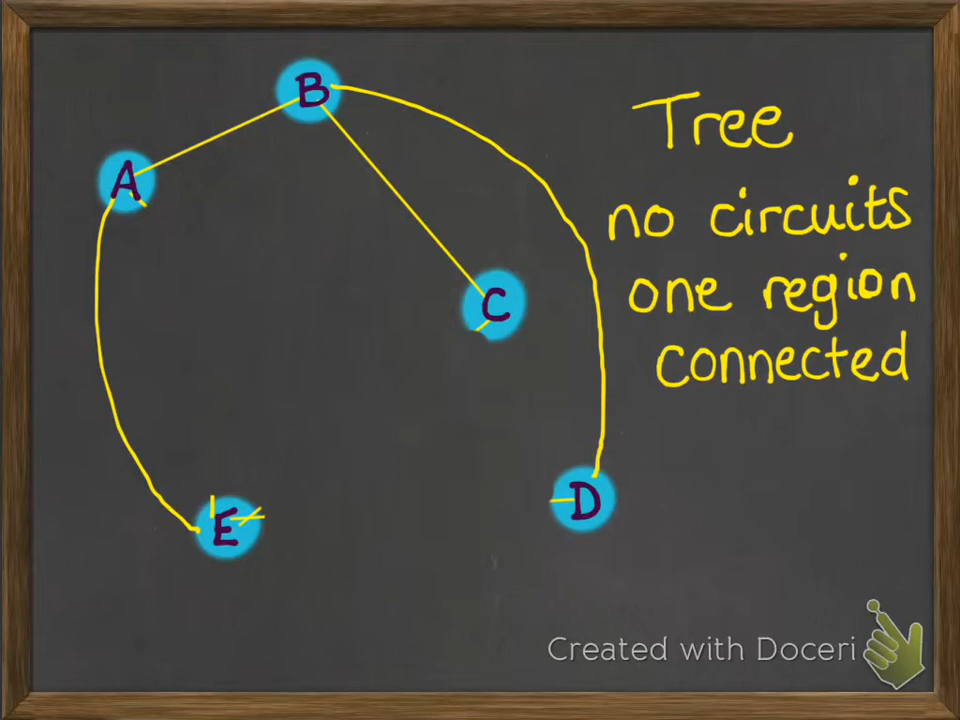 B
Tree
A
no circuits
one region
C
connected
D
E
Created with Doceri